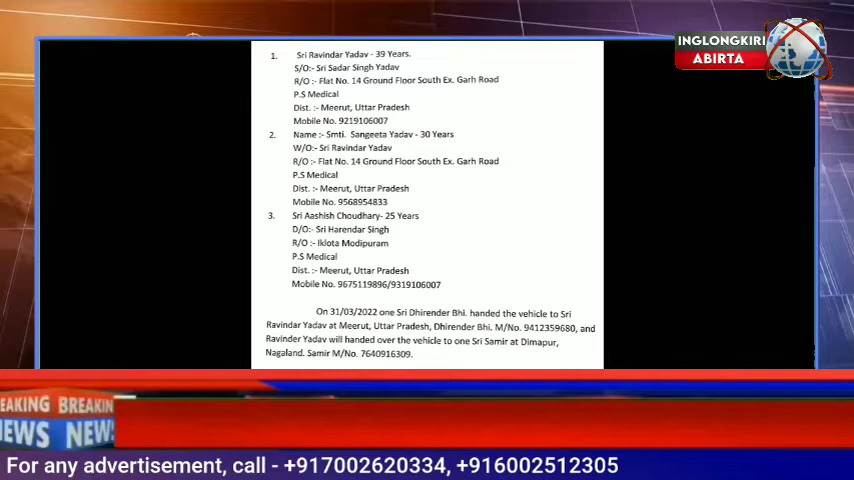 INGLONGKIRI
ABIRTA
1. Sri Ravindar Yadav - 39 Years.
S/O:- Sri Sadar Singh Yadav
R/O :- Flat No. 14 Ground Floor South Ex. Garh Road
P.S Medical
Dist. :- Meerut, Uttar Pradesh
Mobile No. 9219106007
2. Name :- Smti. Sangeeta Yadav - 30 Years
W/O:- Sri Ravindar Yadav
R/O :- Flat No. 14 Ground Floor South Ex. Garh Road
P.S Medical
Dist. :- Meerut, Uttar Pradesh
Mobile No. 9568954833
3. Sri Aashish Choudhary- 25 Years
D/O:- Sri Harendar Singh
R/O :- Iklota Modipuram
P.S Medical
Dist. :- Meerut, Uttar Pradesh
Mobile No. 9675119896/9319106007
On 31/03/2022 one Sri Dhirender Bhi. handed the vehicle to Sri
Ravindar Yadav at Meerut, Uttar Pradesh, Dhirender Bhi. M/No. 9412359680, and
Ravinder Yadav will handed over the vehicle to one Sri Samir at Dimapur,
Nagaland. Samir M/No. 7640916309.
EAKING BREAKIN
NEWS NEWS
For any advertisement, call - +917002620334, +916002512305